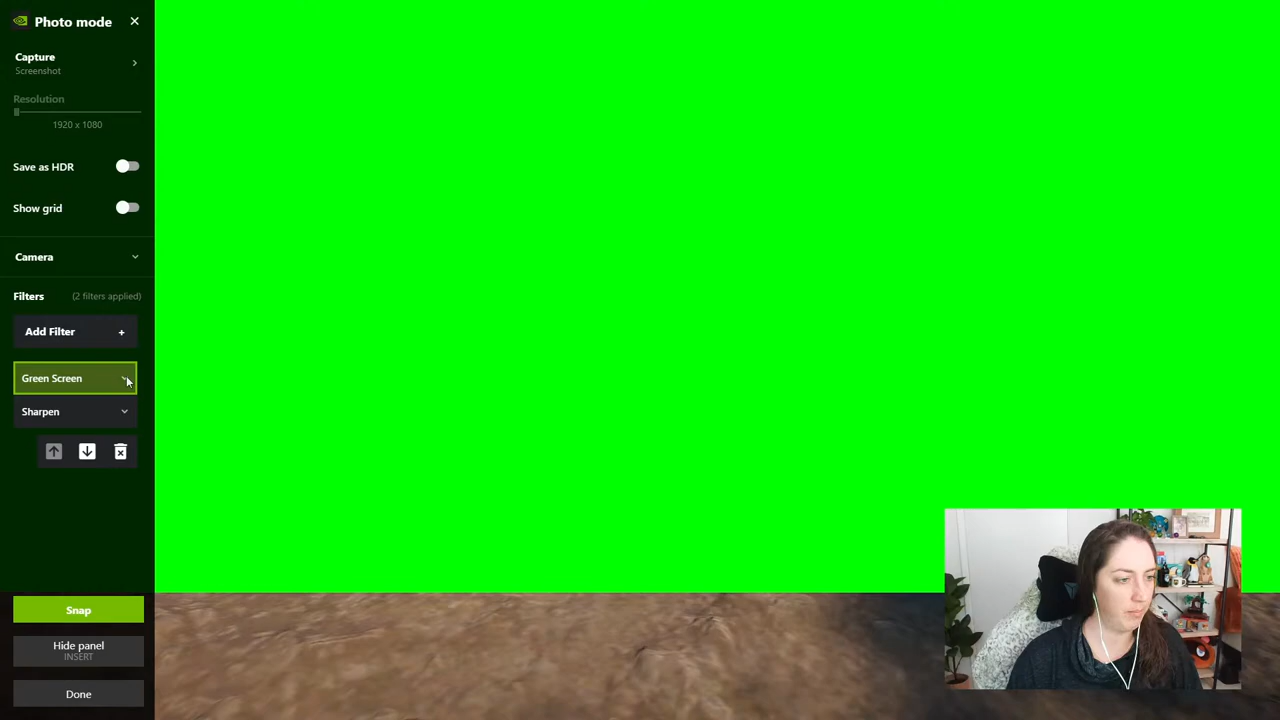 Photo mode
Capture
Screenshot
Resolution
1920 x 1080
Save as HDR
Show grid
Camera
Filters (2 filters applied)
Add Filter +
Green Screen
Sharpen
Snap
Hide panel
INSERT
Done